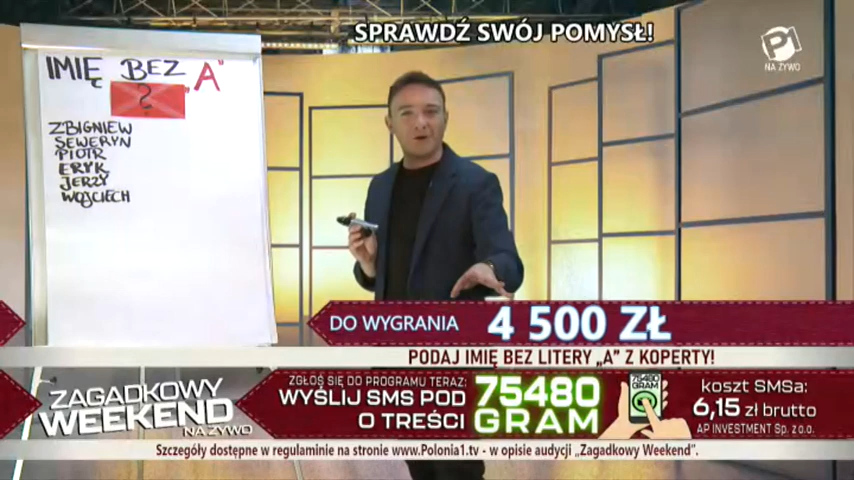 SPRAWDŹ SWÓJ POMYSŁ!
P1
NA ŻYWO
IMIĘ BEZ „A"
?
ZBIGNIEW
SEWERYN
PIOTR
ERYK
JERZY
WOJCIECH
DO WYGRANIA 4 500 ZŁ
PODAJ IMIĘ BEZ LITERY „A” Z KOPERTY!
ZAGADKOWY
WEEKEND
NA ŻYWO
ZGŁOŚ SIĘ DO PROGRAMU TERAZ:
WYŚLIJ SMS POD
O TREŚCI
75480
GRAM
75480
GRAM
koszt SMSa:
6,15 zł brutto
AP INVESTMENT Sp. z o.o.
Szczegóły dostępne w regulaminie na stronie www.Polonia1.tv - w opisie audycji „Zagadkowy Weekend”.